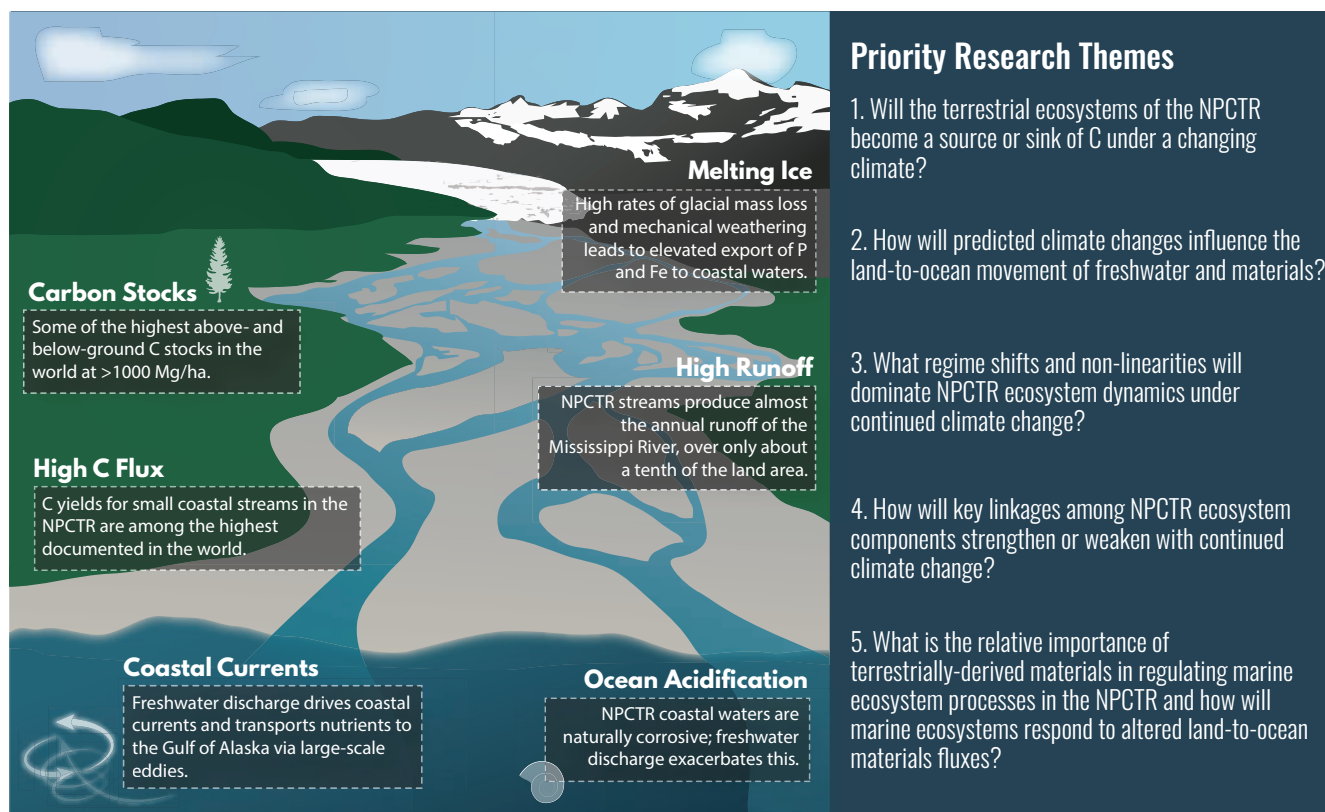 Melting Ice
High rates of glacial mass loss
and mechanical weathering
leads to elevated export of P
and Fe to coastal waters.
Carbon Stocks
Some of the highest above- and
below-ground C stocks in the
world at >1000 Mg/ha.
High Runoff
NPCTR streams produce almost
the annual runoff of the
Mississippi River, over only about
a tenth of the land area.
High C Flux
C yields for small coastal streams in the
NPCTR are among the highest
documented in the world.
Coastal Currents
Freshwater discharge drives coastal
currents and transports nutrients to
the Gulf of Alaska via large-scale
eddies.
Ocean Acidification
NPCTR coastal waters are
naturally corrosive; freshwater
discharge exacerbates this.
Priority Research Themes
1. Will the terrestrial ecosystems of the NPCTR
become a source or sink of C under a changing
climate?
2. How will predicted climate changes influence the
land-to-ocean movement of freshwater and materials?
3. What regime shifts and non-linearities will
dominate NPCTR ecosystem dynamics under
continued climate change?
4. How will key linkages among NPCTR ecosystem
components strengthen or weaken with continued
climate change?
5. What is the relative importance of
terrestrially-derived materials in regulating marine
ecosystem processes in the NPCTR and how will
marine ecosystems respond to altered land-to-ocean
materials fluxes?